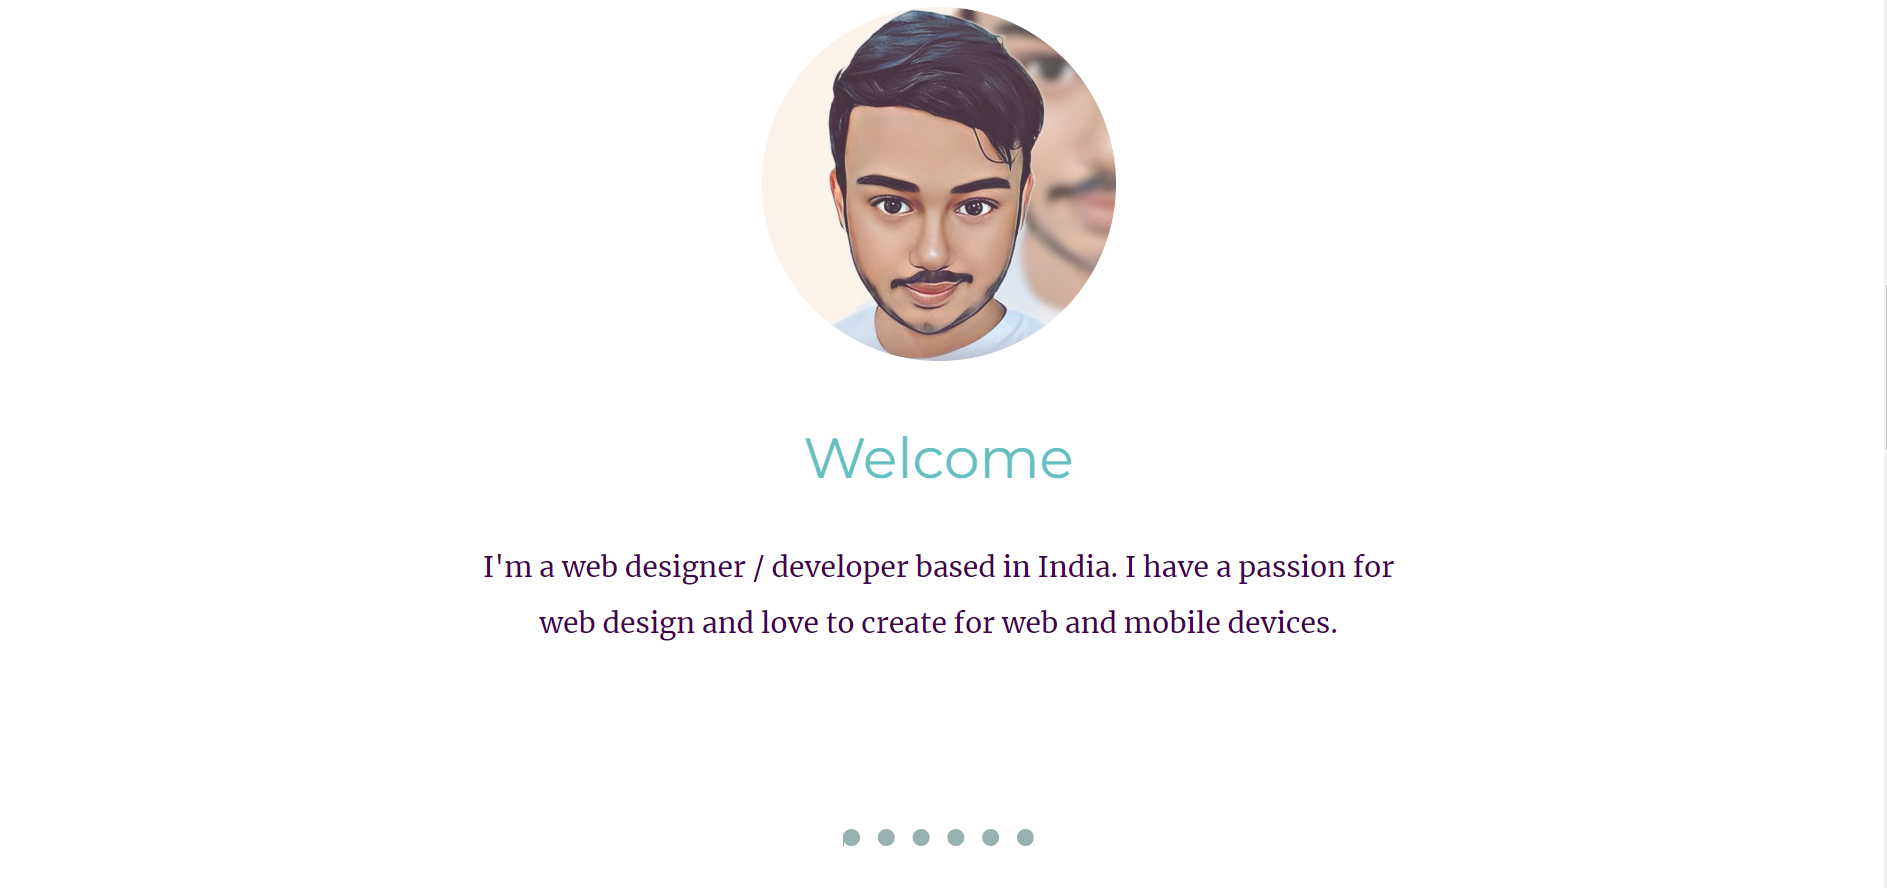 Welcome
I'm a web designer / developer based in India. I have a passion for
web design and love to create for web and mobile devices.